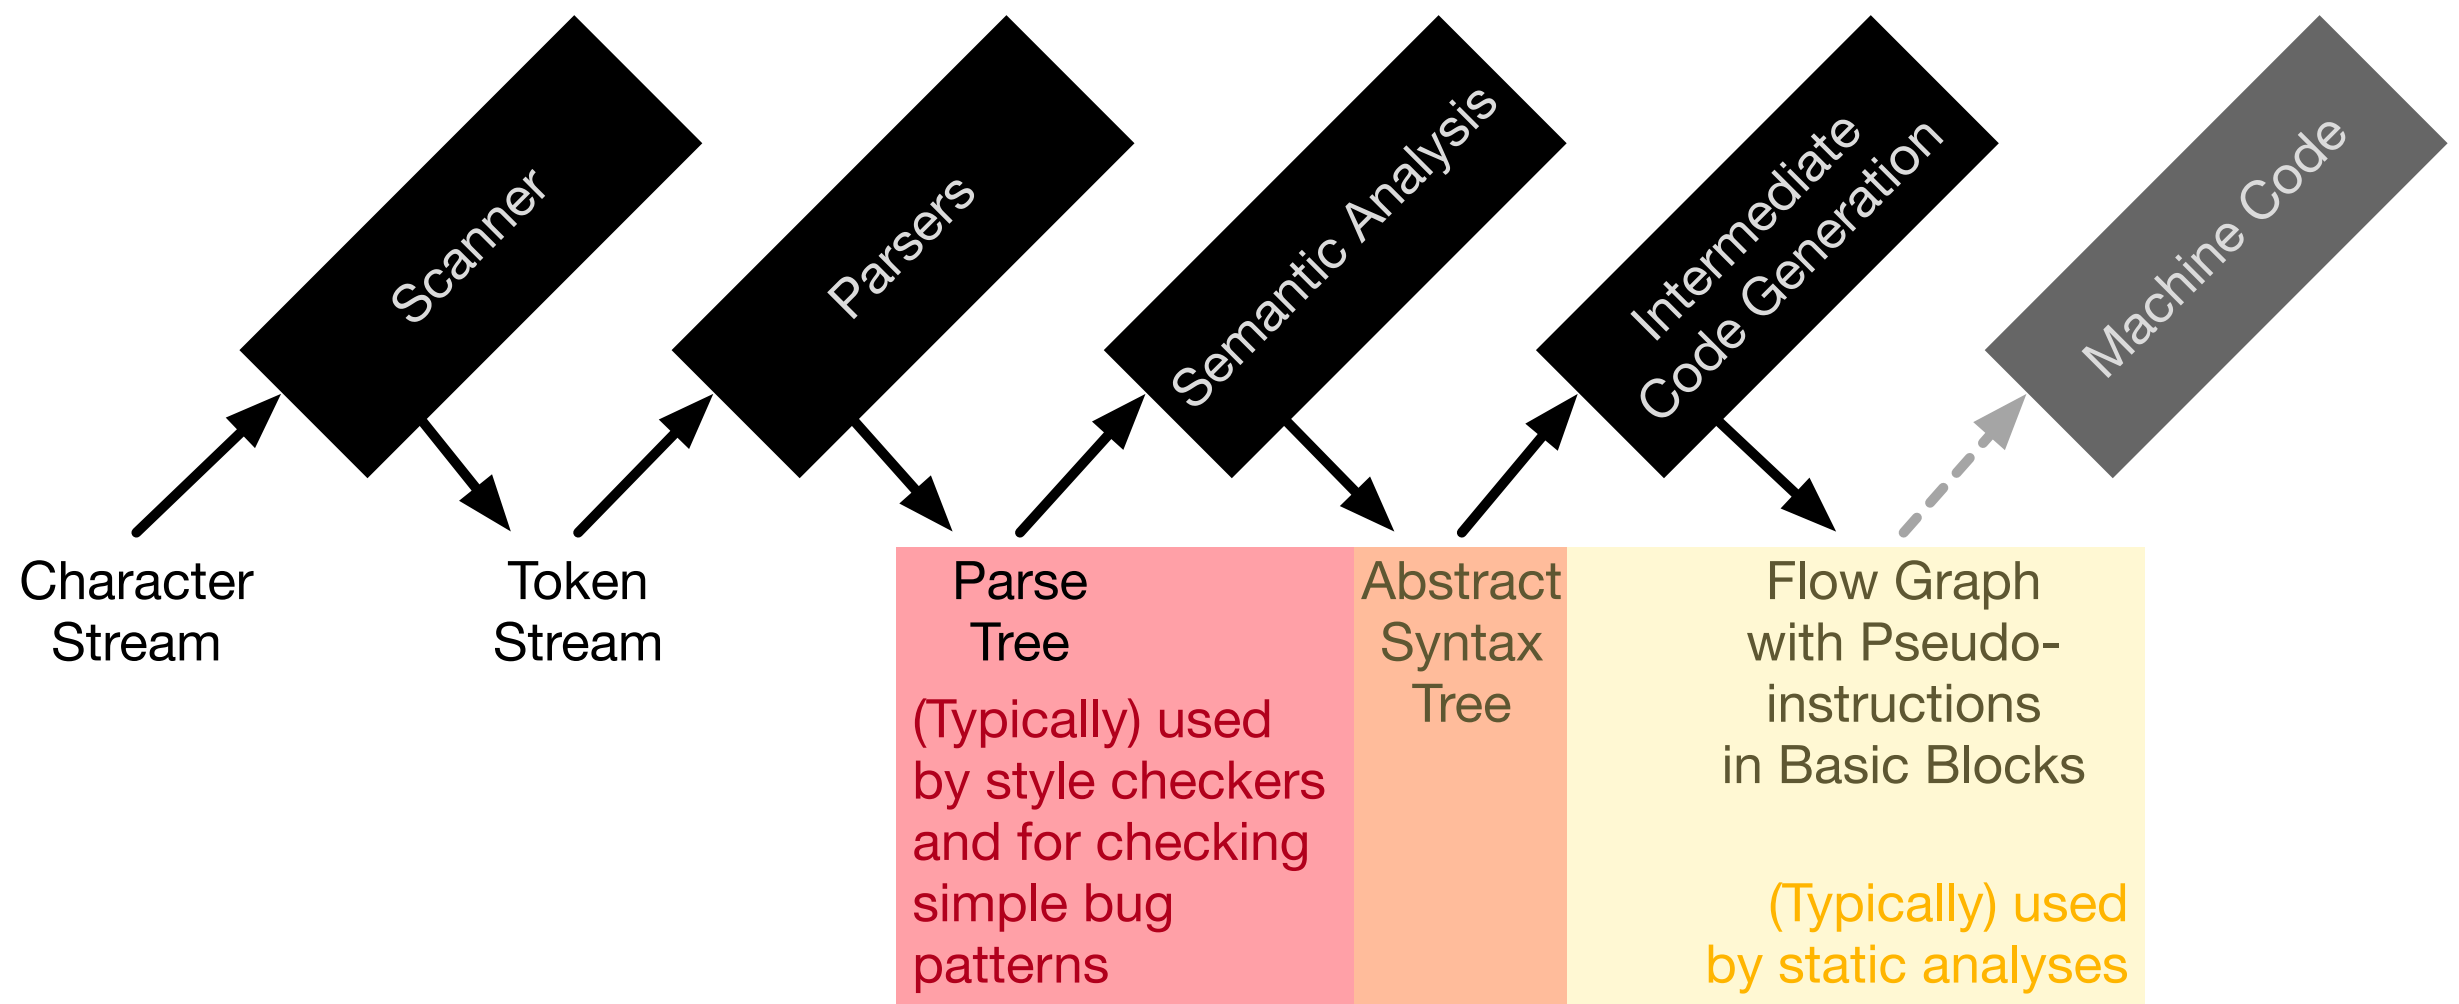 Scanner
Parsers
Semantic Analysis
Intermediate
Code Generation
Machine Code
Character
Stream
Token
Stream
Parse
Tree
(Typically) used
by style checkers
and for checking
simple bug
patterns
Abstract
Syntax
Tree
Flow Graph
with Pseudo-
instructions
in Basic Blocks
(Typically) used
by static analyses